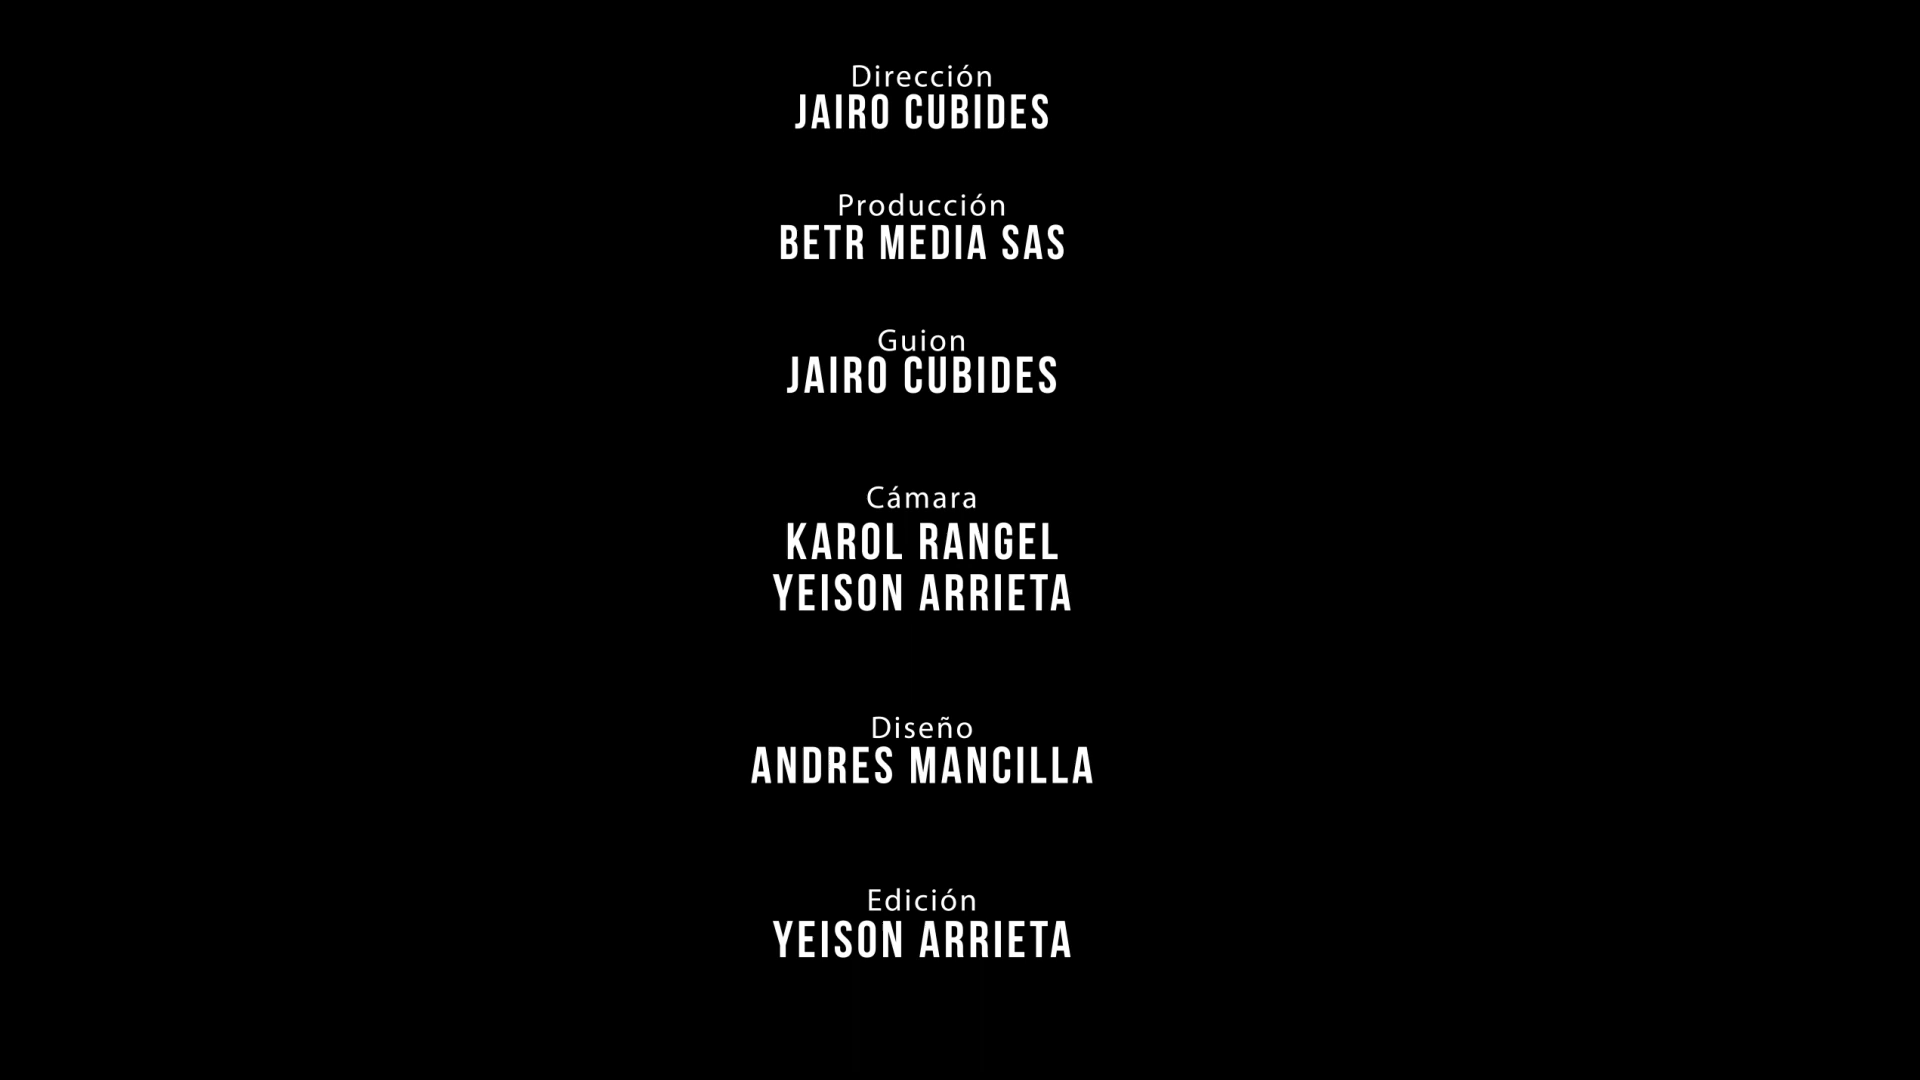 Dirección
JAIRO CUBIDES
Producción
BETR MEDIA SAS
Guion
JAIRO CUBIDES
Cámara
KAROL RANGEL
YEISON ARRIETA
Diseño
ANDRES MANCILLA
Edición
YEISON ARRIETA